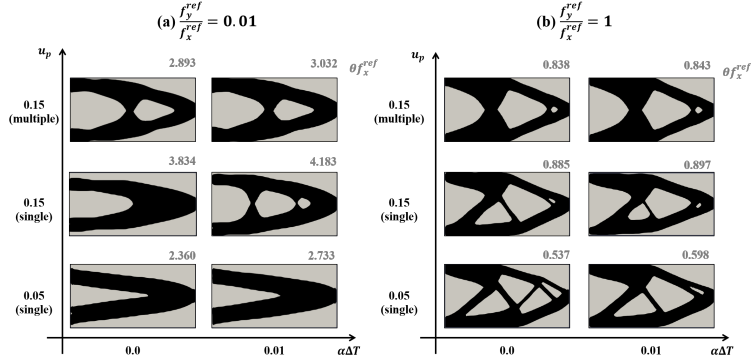 (a) f_y^ref / f_x^ref = 0.01
(b) f_y^ref / f_x^ref = 1
u_p
u_p
2.893
3.032
θf_x^ref
0.838
0.843
θf_x^ref
0.15
(multiple)
0.15
(multiple)
3.834
4.183
0.885
0.897
0.15
(single)
0.15
(single)
2.360
2.733
0.537
0.598
0.05
(single)
0.05
(single)
0.0
0.01
αΔT
0.0
0.01
αΔT